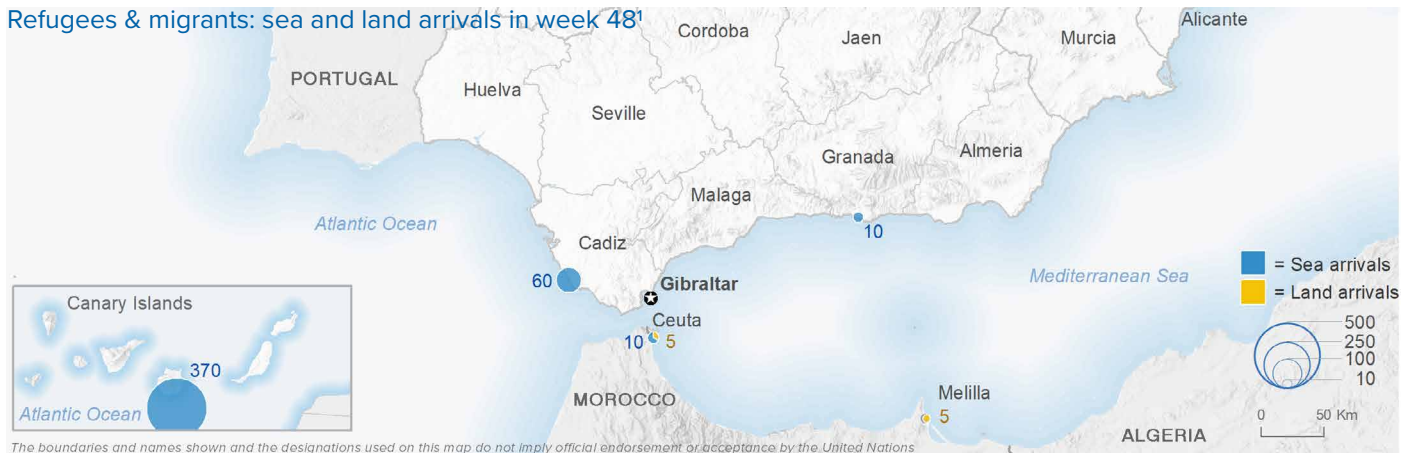 Refugees & migrants: sea and land arrivals in week 48¹
Alicante
Cordoba
Jaen
Murcia
PORTUGAL
Huelva
Seville
Granada
Almeria
Malaga
Atlantic Ocean
10
Cadiz
60
Gibraltar
Mediterranean Sea
= Sea arrivals
= Land arrivals
Canary Islands
Ceuta
10 5
500
250
100
10
370
Atlantic Ocean
MOROCCO
Melilla
5
0 50 Km
ALGERIA
The boundaries and names shown and the designations used on this map do not imply official endorsement or acceptance by the United Nations